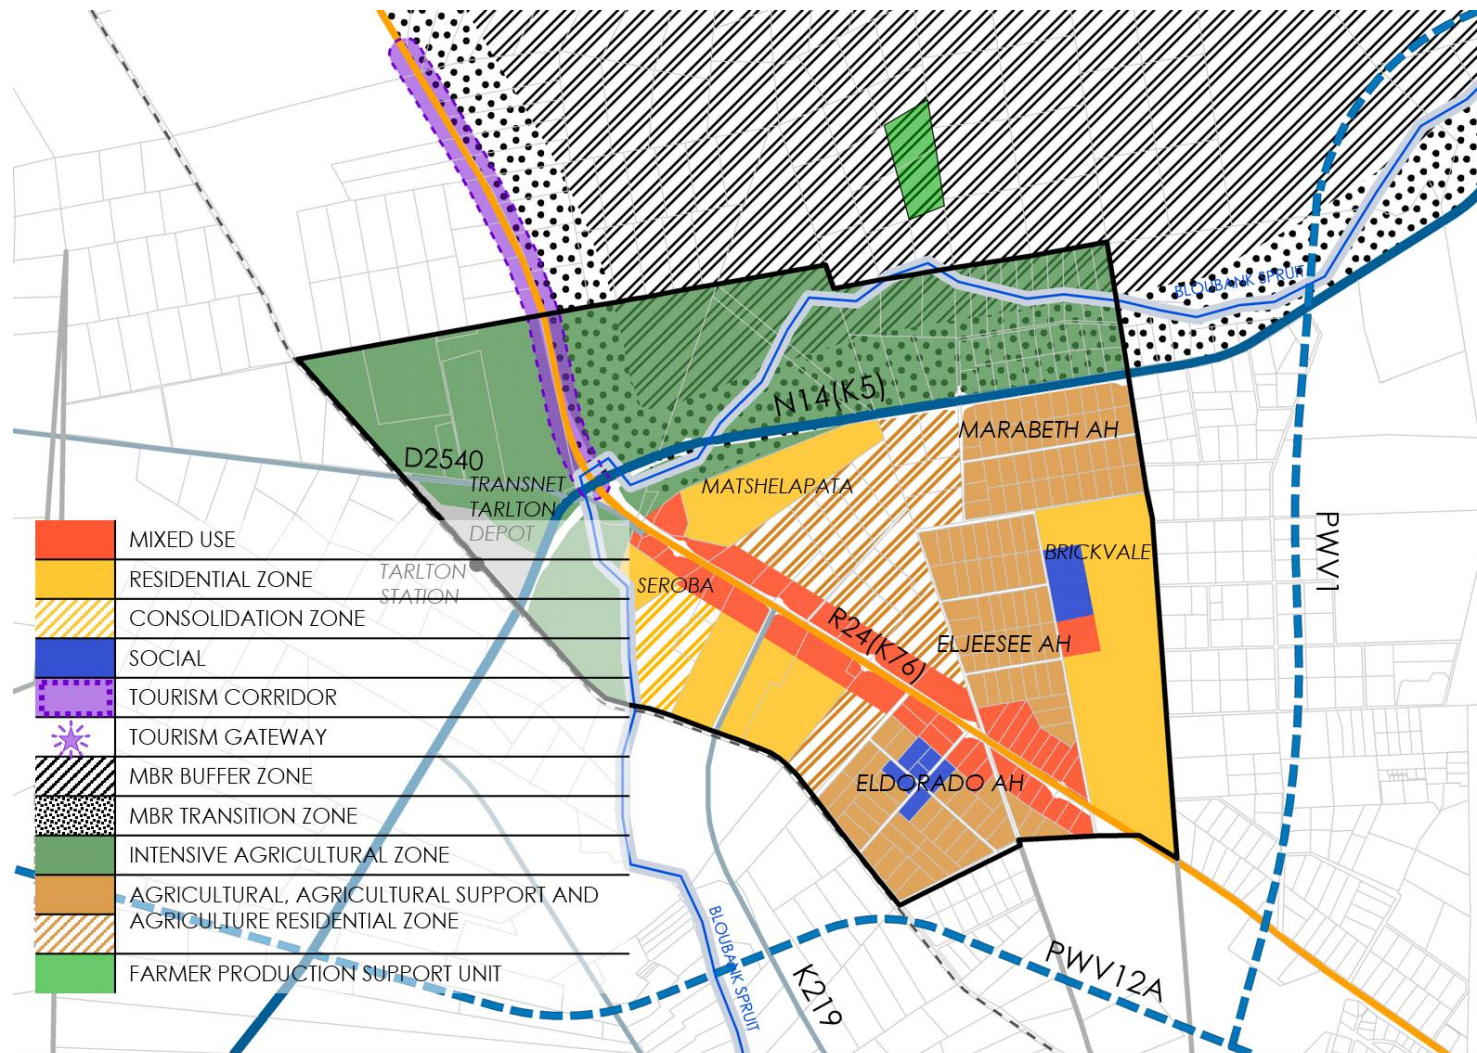 BLOUBANK SPRUIT
N14(K5)
MARABETH AH
D2540
TRANSNET
TARLTON
DEPOT
MATSHELAPATA
PWV1
BRICKVALE
TARLTON
STATION
SEROBA
R24(K76)
ELJEESEE AH
ELDORADO AH
MIXED USE
RESIDENTIAL ZONE
CONSOLIDATION ZONE
SOCIAL
TOURISM CORRIDOR
TOURISM GATEWAY
MBR BUFFER ZONE
MBR TRANSITION ZONE
INTENSIVE AGRICULTURAL ZONE
AGRICULTURAL, AGRICULTURAL SUPPORT AND
AGRICULTURE RESIDENTIAL ZONE
FARMER PRODUCTION SUPPORT UNIT
BLOUBANK SPRUIT
K219
PWV12A